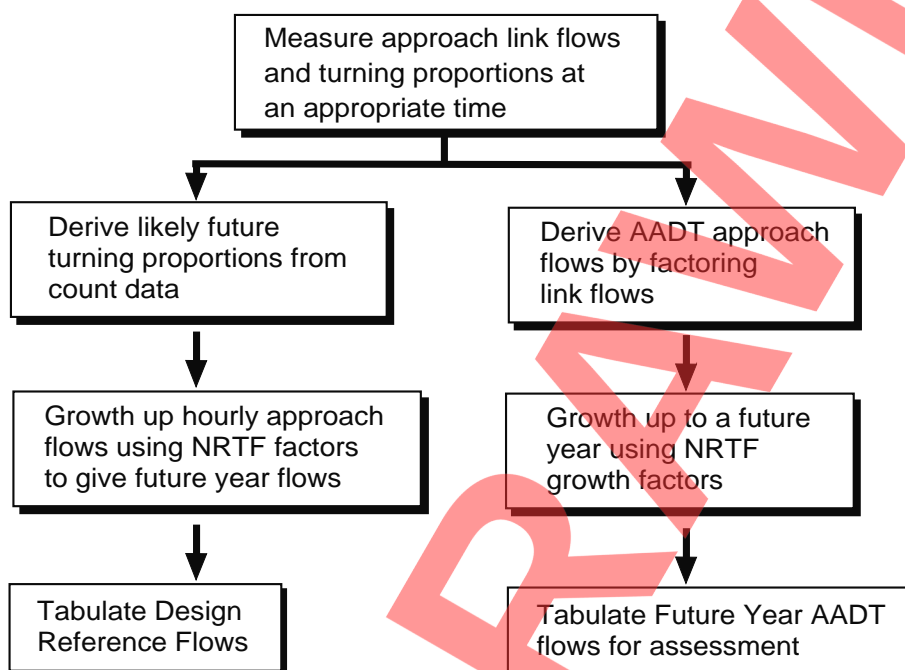 Measure approach link flows
and turning proportions at
an appropriate time
Derive likely future
turning proportions from
count data
Derive AADT approach
flows by factoring
link flows
Growth up hourly approach
flows using NRTF factors
to give future year flows
Growth up to a future
year using NRTF
growth factors
Tabulate Design
Reference Flows
Tabulate Future Year AADT
flows for assessment